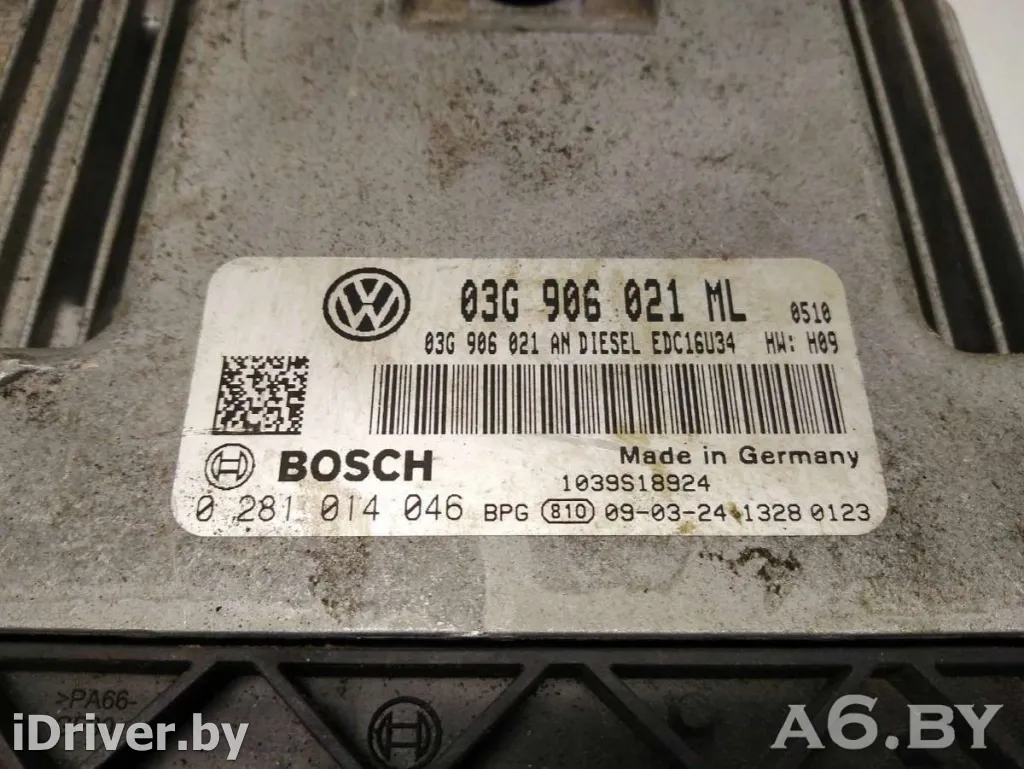 VW 03G 906 021 ML 0510
03G 906 021 AN DIESEL EDC16U34 HW: H09
BOSCH Made in Germany
1039S18924
0 281 014 046 BPG 810 09-03-24 1328 0123
>PA66-
iDriver.by A6.BY